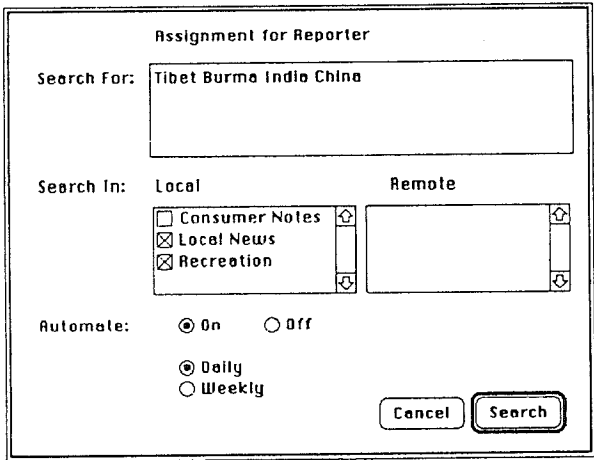 Assignment for Reporter
Search For: Tibet Burma India China
Search In: Local Remote
Consumer Notes
Local News
Recreation
Automate: On Off
Daily
Weekly
Cancel Search